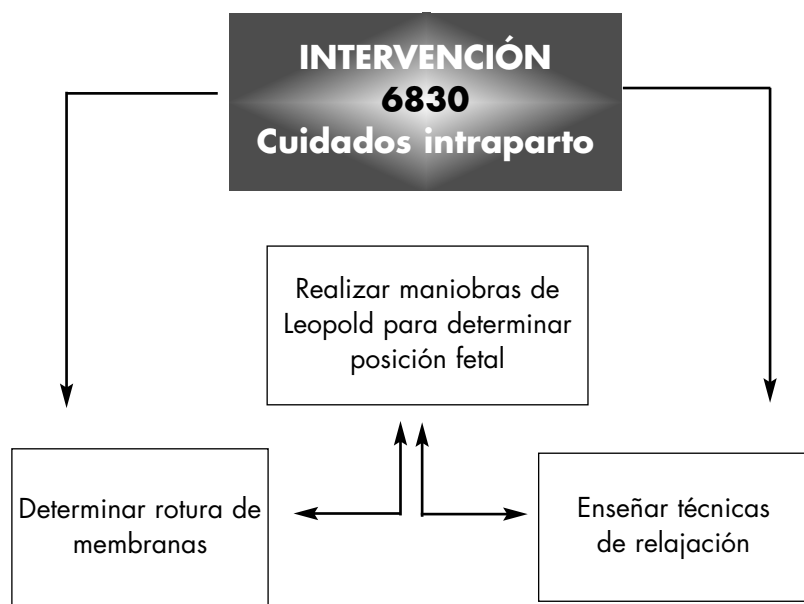 INTERVENCIÓN
6830
Cuidados intraparto
Realizar maniobras de
Leopold para determinar
posición fetal
Determinar rotura de
membranas
Enseñar técnicas
de relajación